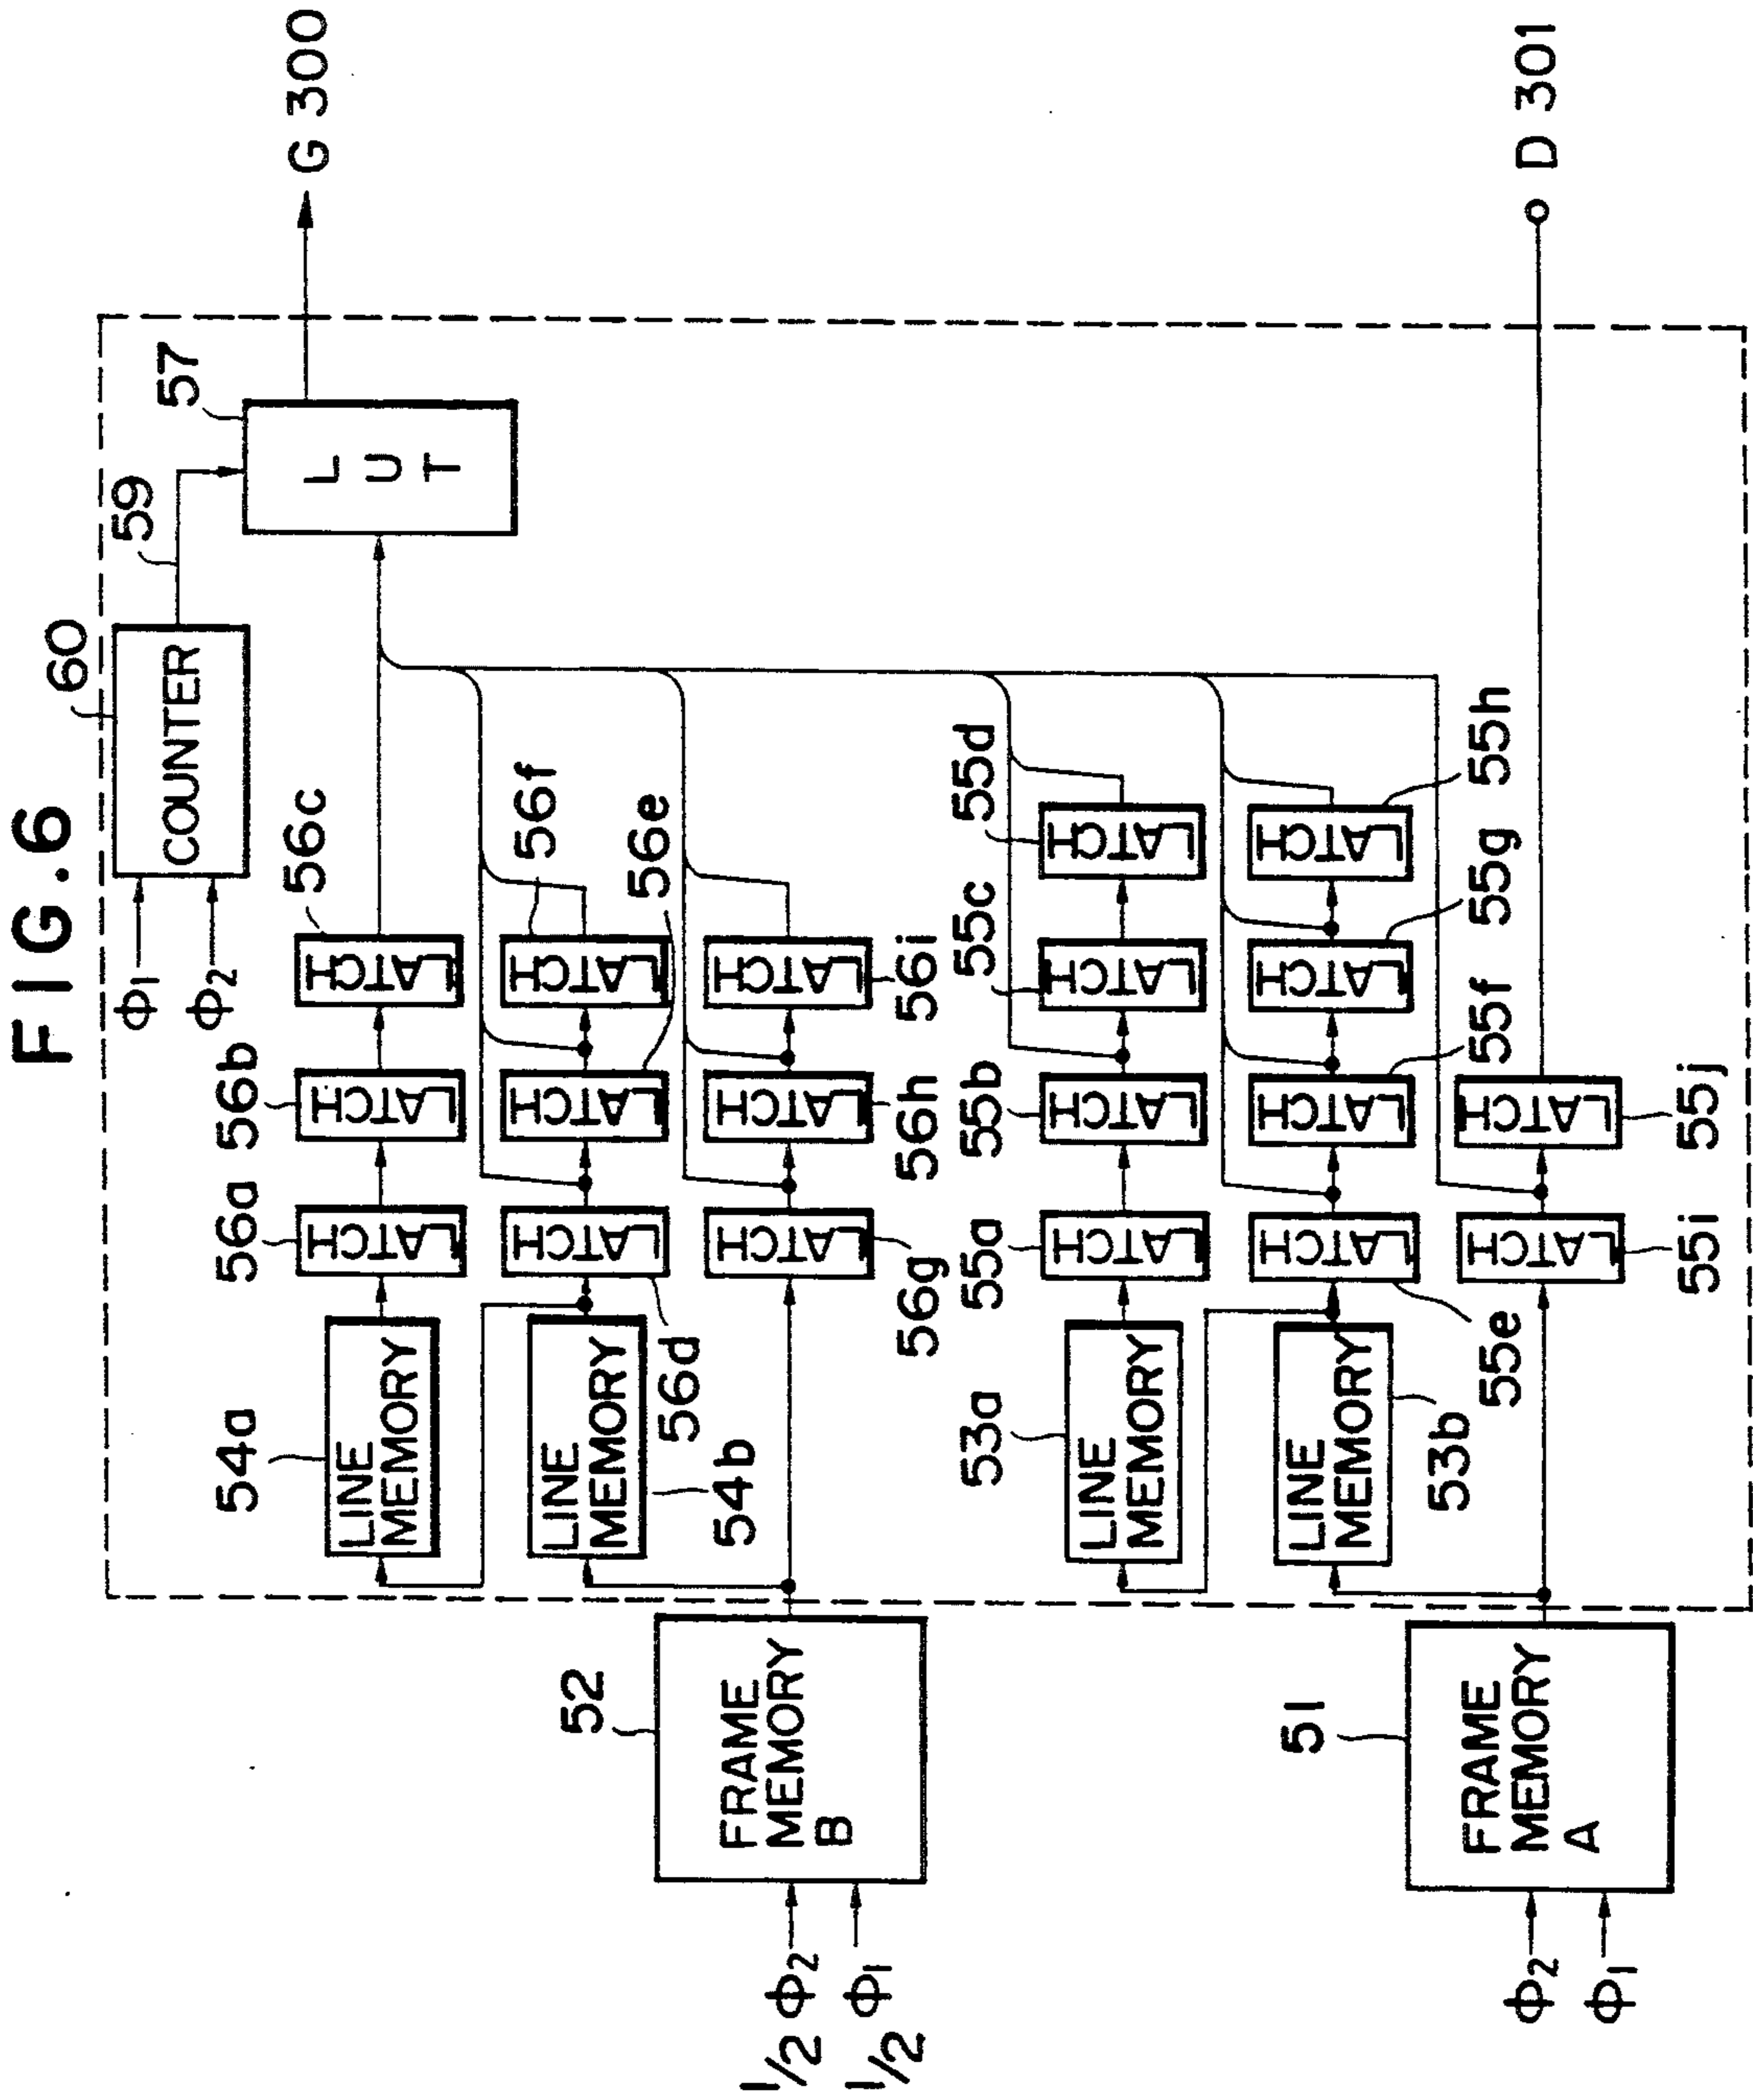 FIG.6
60
COUNTER
Φ1
Φ2
59
57
LUT
G 300
54a
LINE
MEMORY
56a
LATCH
56b
LATCH
56c
LATCH
54b
LINE
MEMORY
56d
LATCH
LATCH
56e
LATCH
56f
56g
LATCH
56h
LATCH
56i
LATCH
52
FRAME
MEMORY
B
1/2 Φ2
1/2 Φ1
53a
LINE
MEMORY
55a
LATCH
55b
LATCH
55c
LATCH
55d
LATCH
53b
LINE
MEMORY
55e
LATCH
55f
LATCH
55g
LATCH
55h
LATCH
51
FRAME
MEMORY
A
Φ2
Φ1
55i
LATCH
55j
LATCH
D 301